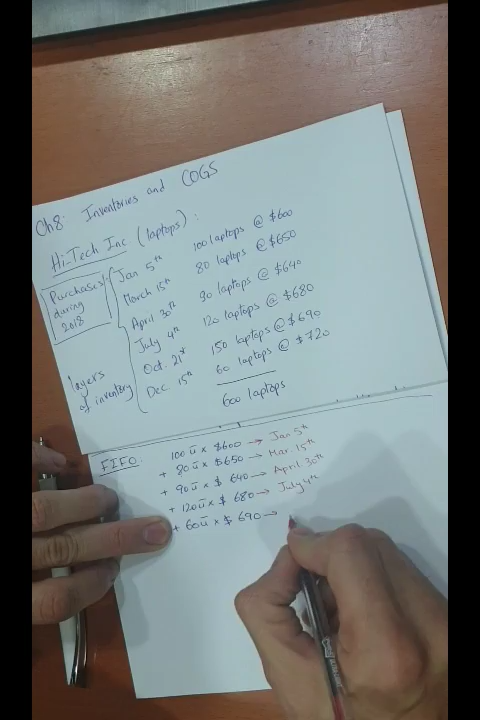 Ch8: Inventories and COGS
Hi-Tech Inc (laptops):
Purchases during 2018
Jan 5th 100 laptops @ $600
March 15th 80 laptops @ $650
April 30th 90 laptops @ $640
July 4th 120 laptops @ $680
Oct. 21st 150 laptops @ $690
Dec 15th 60 laptops @ $720
600 laptops
layers of inventory
FIFO:
100 u x $600 → Jan 5th
+ 80 u x $650 → Mar. 15th
+ 90 u x $ 640 → April 30th
+ 120 u x $ 680 → July 4th
+ 60 u x $ 690 →